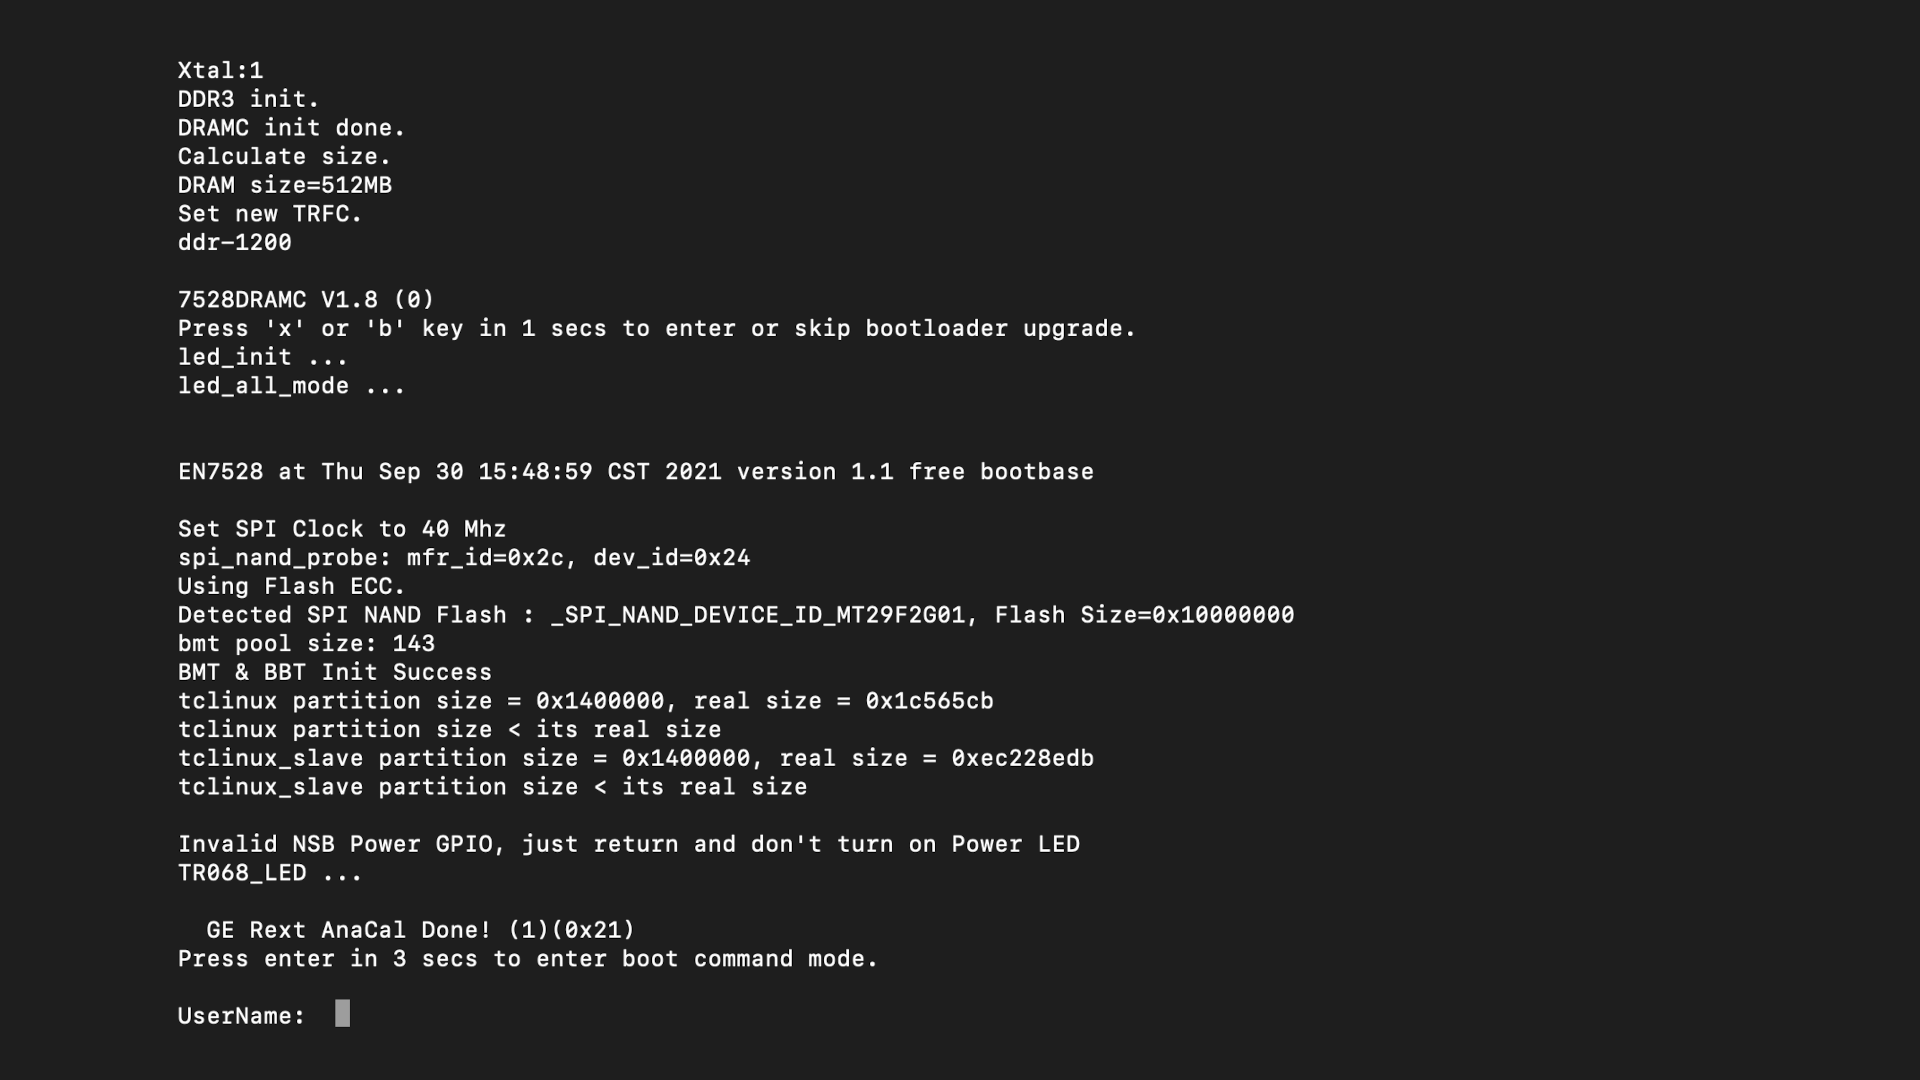 Xtal:1
DDR3 init.
DRAMC init done.
Calculate size.
DRAM size=512MB
Set new TRFC.
ddr-1200
7528DRAMC V1.8 (0)
Press 'x' or 'b' key in 1 secs to enter or skip bootloader upgrade.
led_init ...
led_all_mode ...
EN7528 at Thu Sep 30 15:48:59 CST 2021 version 1.1 free bootbase
Set SPI Clock to 40 Mhz
spi_nand_probe: mfr_id=0x2c, dev_id=0x24
Using Flash ECC.
Detected SPI NAND Flash : _SPI_NAND_DEVICE_ID_MT29F2G01, Flash Size=0x10000000
bmt pool size: 143
BMT & BBT Init Success
tclinux partition size = 0x1400000, real size = 0x1c565cb
tclinux partition size < its real size
tclinux_slave partition size = 0x1400000, real size = 0xec228edb
tclinux_slave partition size < its real size
Invalid NSB Power GPIO, just return and don't turn on Power LED
TR068_LED ...
GE Rext AnaCal Done! (1)(0x21)
Press enter in 3 secs to enter boot command mode.
UserName: